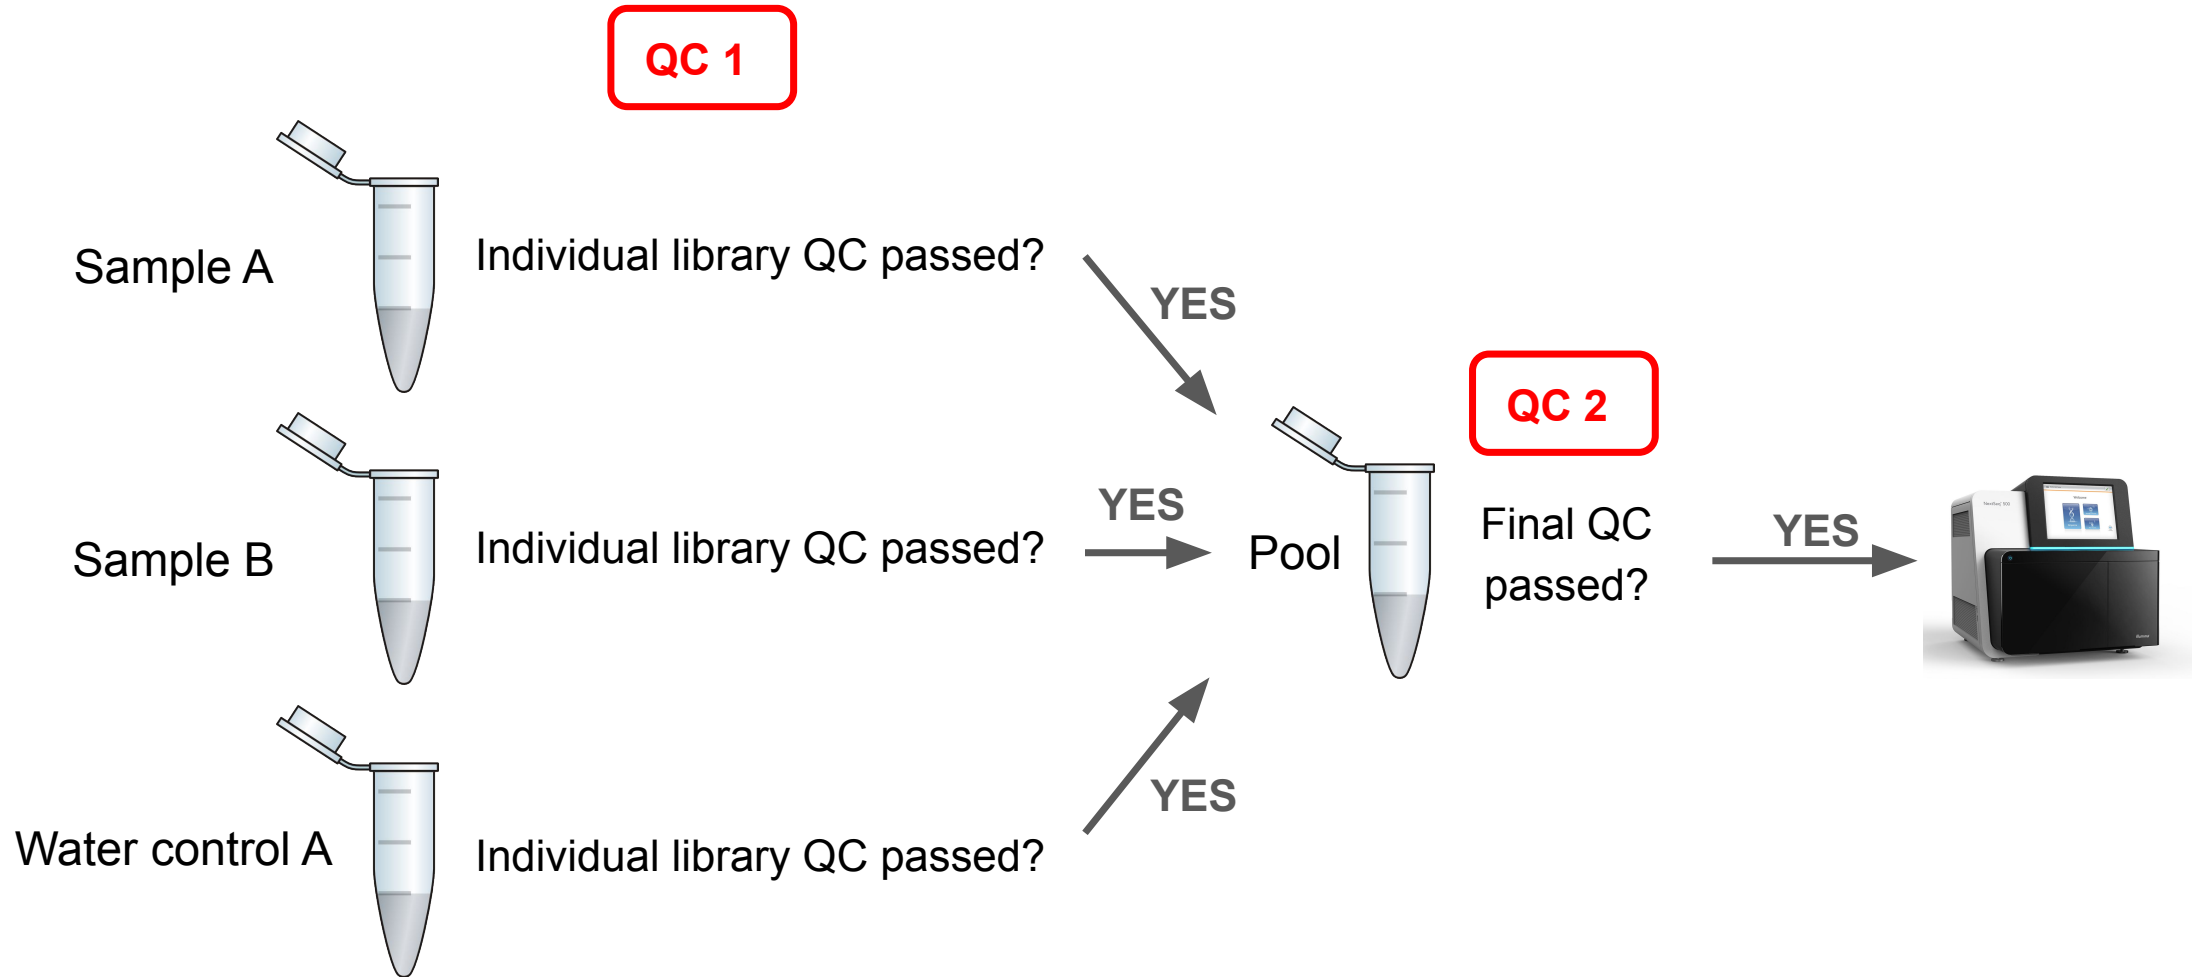 QC 1
Sample A
Individual library QC passed?
YES
Sample B
Individual library QC passed?
YES
Pool
QC 2
Final QC
passed?
YES
Water control A
Individual library QC passed?
YES